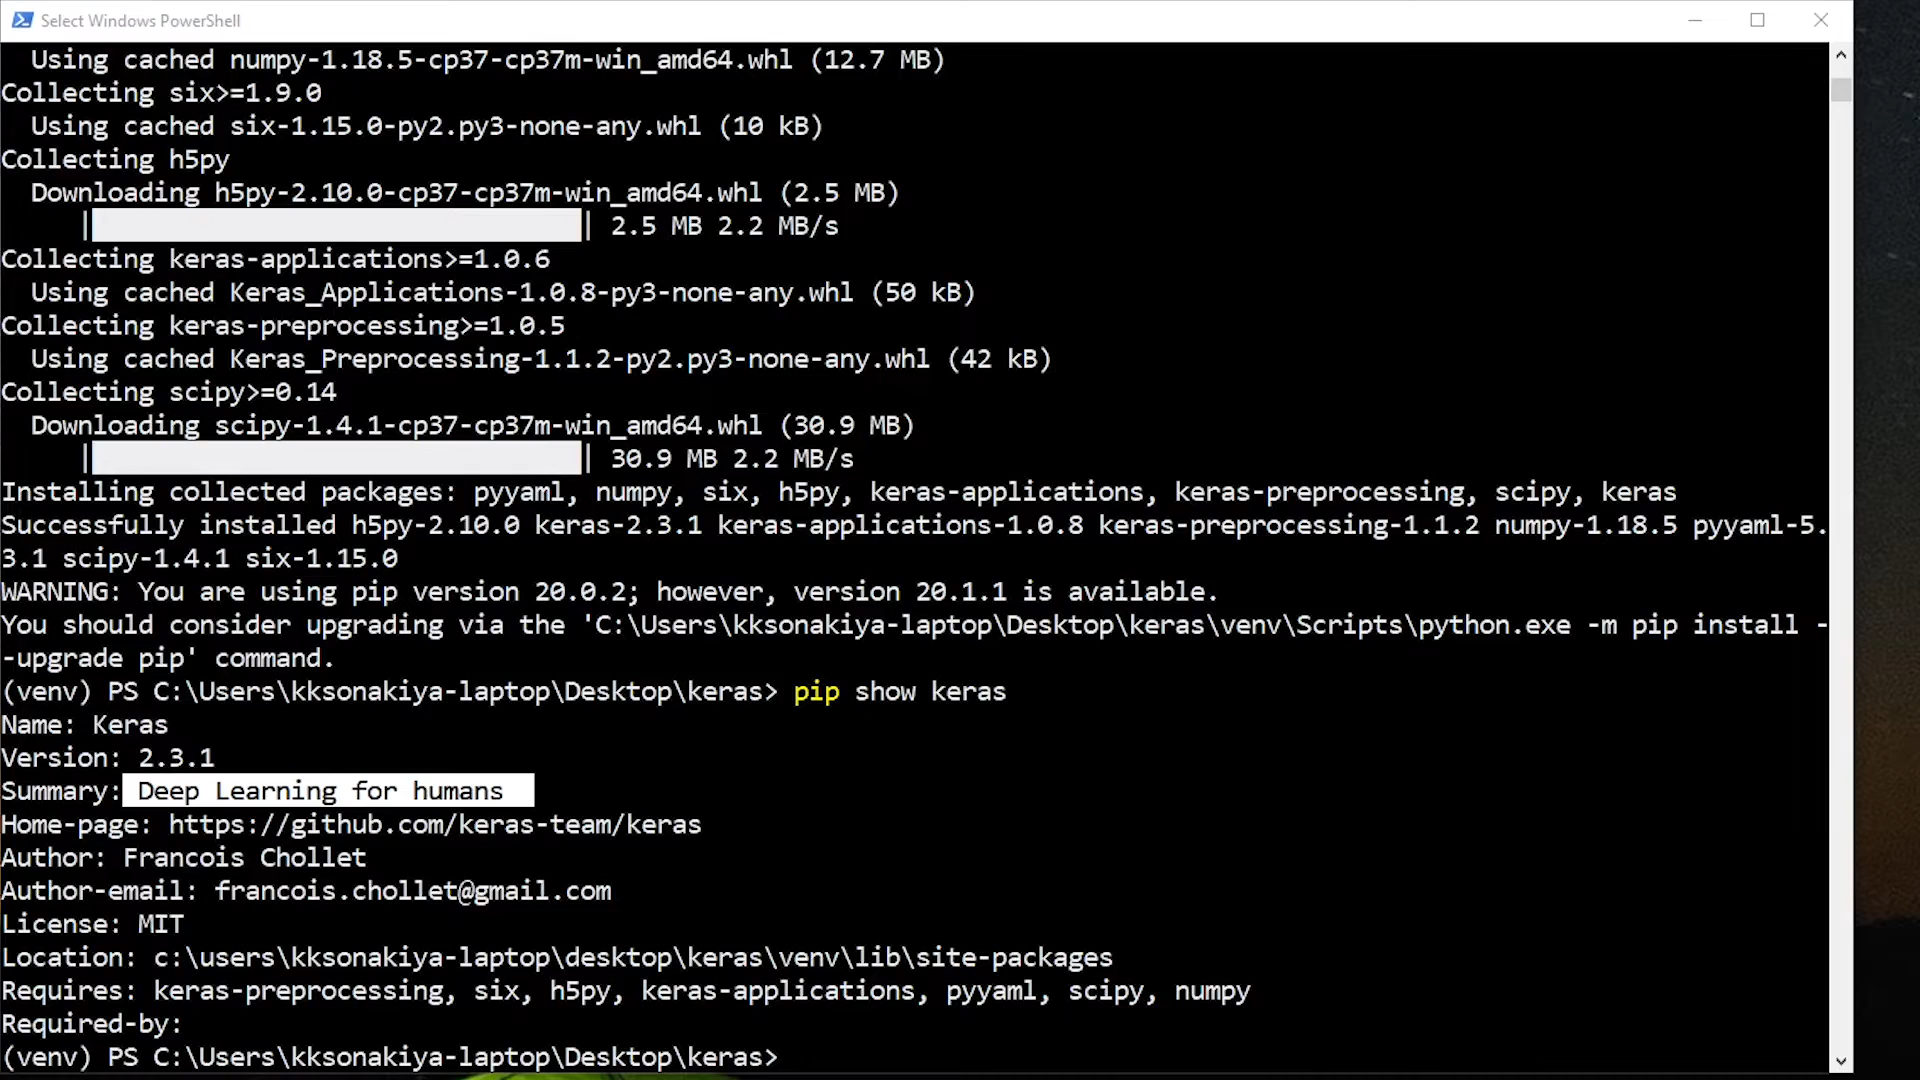 Select Windows PowerShell
Using cached numpy-1.18.5-cp37-cp37m-win_amd64.whl (12.7 MB)
Collecting six>=1.9.0
Using cached six-1.15.0-py2.py3-none-any.whl (10 kB)
Collecting h5py
Downloading h5py-2.10.0-cp37-cp37m-win_amd64.whl (2.5 MB)
| | 2.5 MB 2.2 MB/s
Collecting keras-applications>=1.0.6
Using cached Keras_Applications-1.0.8-py3-none-any.whl (50 kB)
Collecting keras-preprocessing>=1.0.5
Using cached Keras_Preprocessing-1.1.2-py2.py3-none-any.whl (42 kB)
Collecting scipy>=0.14
Downloading scipy-1.4.1-cp37-cp37m-win_amd64.whl (30.9 MB)
| | 30.9 MB 2.2 MB/s
Installing collected packages: pyyaml, numpy, six, h5py, keras-applications, keras-preprocessing, scipy, keras
Successfully installed h5py-2.10.0 keras-2.3.1 keras-applications-1.0.8 keras-preprocessing-1.1.2 numpy-1.18.5 pyyaml-5.
3.1 scipy-1.4.1 six-1.15.0
WARNING: You are using pip version 20.0.2; however, version 20.1.1 is available.
You should consider upgrading via the 'C:\Users\kksonakiya-laptop\Desktop\keras\venv\Scripts\python.exe -m pip install -
-upgrade pip' command.
(venv) PS C:\Users\kksonakiya-laptop\Desktop\keras> pip show keras
Name: Keras
Version: 2.3.1
Summary: Deep Learning for humans
Home-page: https://github.com/keras-team/keras
Author: Francois Chollet
Author-email: francois.chollet@gmail.com
License: MIT
Location: c:\users\kksonakiya-laptop\desktop\keras\venv\lib\site-packages
Requires: keras-preprocessing, six, h5py, keras-applications, pyyaml, scipy, numpy
Required-by:
(venv) PS C:\Users\kksonakiya-laptop\Desktop\keras>